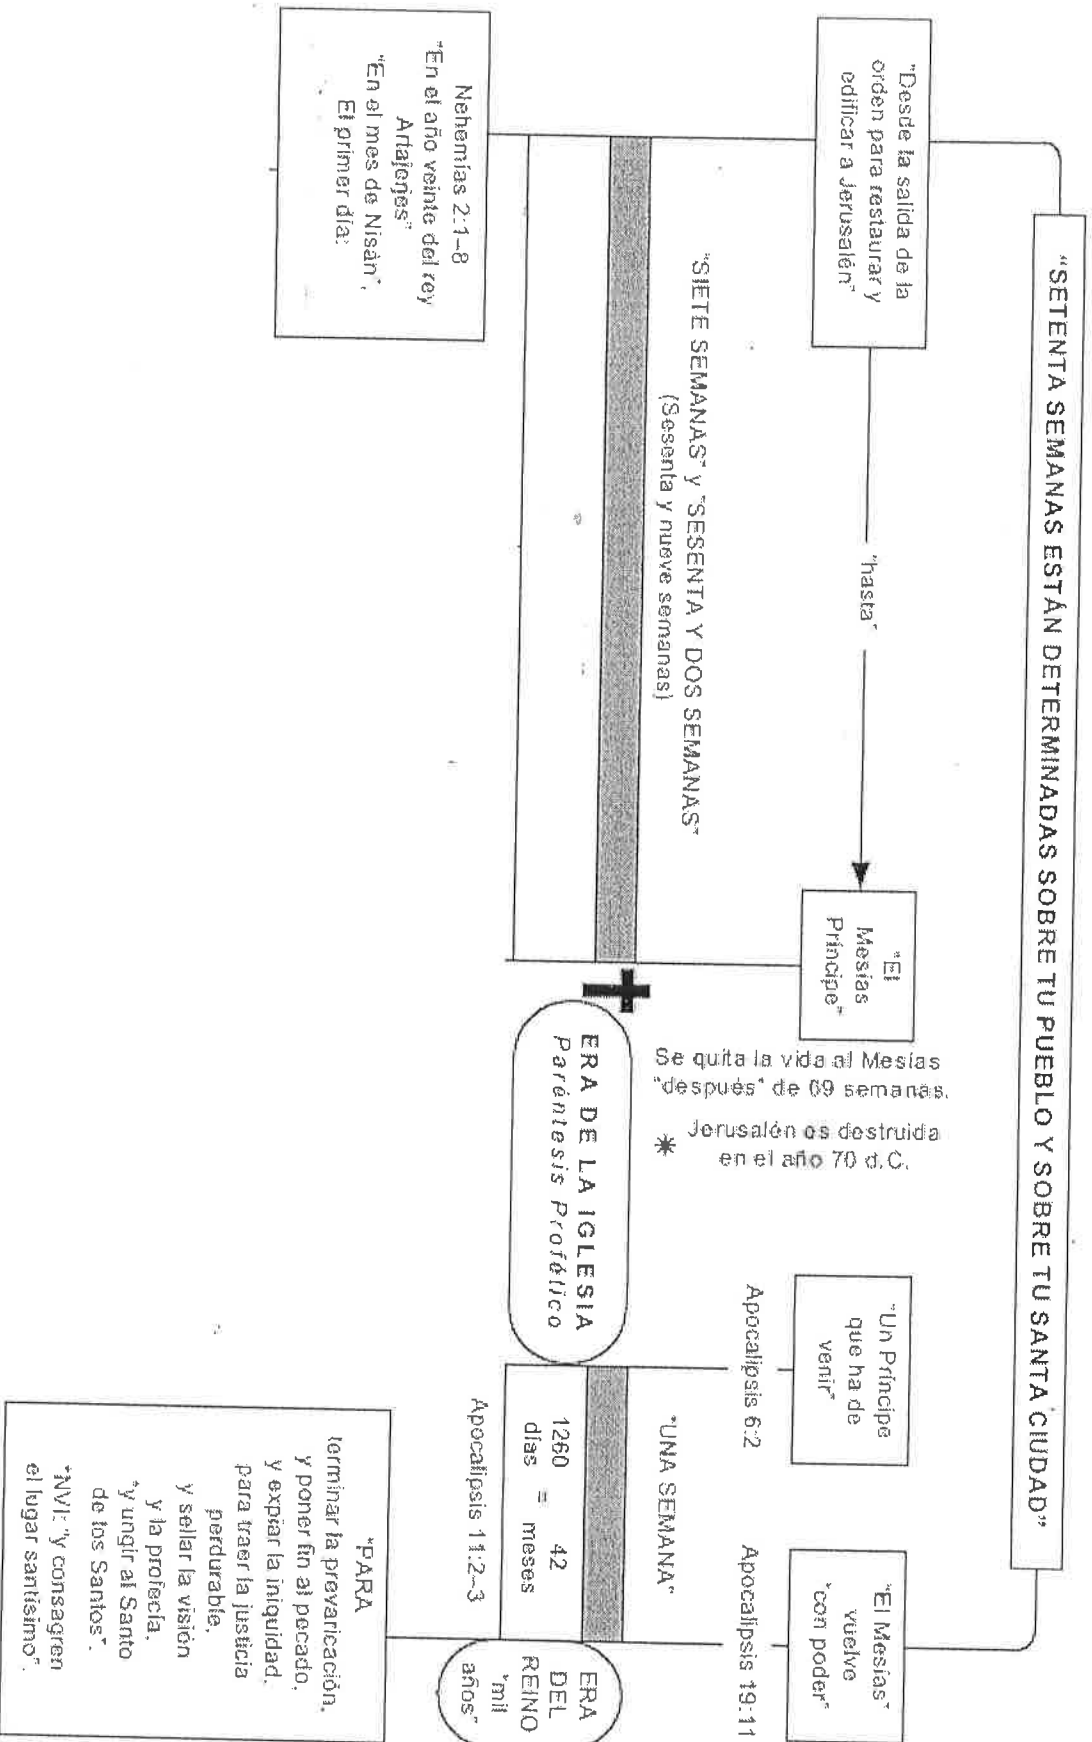 “SETENTA SEMANAS ESTÁN DETERMINADAS SOBRE TU PUEBLO Y SOBRE TU SANTA CIUDAD”
"Desde la salida de la
orden para restaurar y
edificar a Jerusalén"
"hasta"
"El
Mesías
Príncipe"
"Un Príncipe
que ha de
venir"
"El Mesías"
vuelve
"con poder"
Se quita la vida al Mesías
"después" de 69 semanas.
* Jerusalén es destruida
en el año 70 d.C.
Apocalipsis 6:2
Apocalipsis 19:11
"SIETE SEMANAS" y "SESENTA Y DOS SEMANAS"
(Sesenta y nueve semanas)
"UNA SEMANA"
ERA DE LA IGLESIA
Paréntesis Profético
1260 = 42
días meses
Apocalipsis 11:2–3
ERA
DEL
REINO
"mil
años"
Nehemías 2:1–8
"En el año veinte del rey
Artajerjes"
"En el mes de Nisán",
El primer día:
"PARA
terminar la prevaricación,
y poner fin al pecado,
y expiar la iniquidad,
para traer la justicia
perdurable,
y sellar la visión
y la profecía,
*y ungir al Santo
de los Santos".
*NVI: "y consagren
el lugar santísimo".